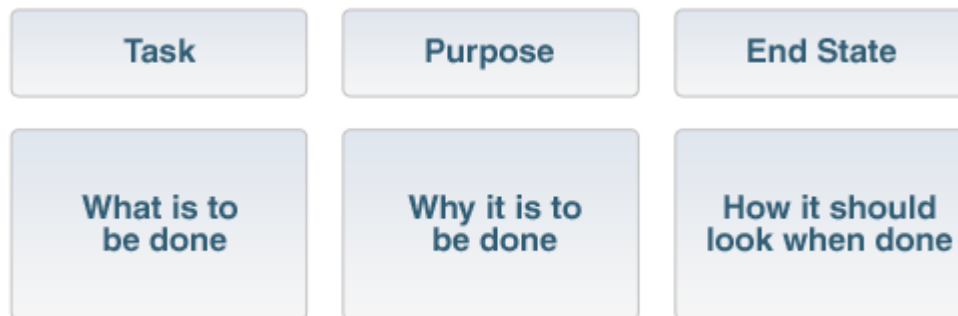 Task
Purpose
End State
What is to
be done
Why it is to
be done
How it should
look when done